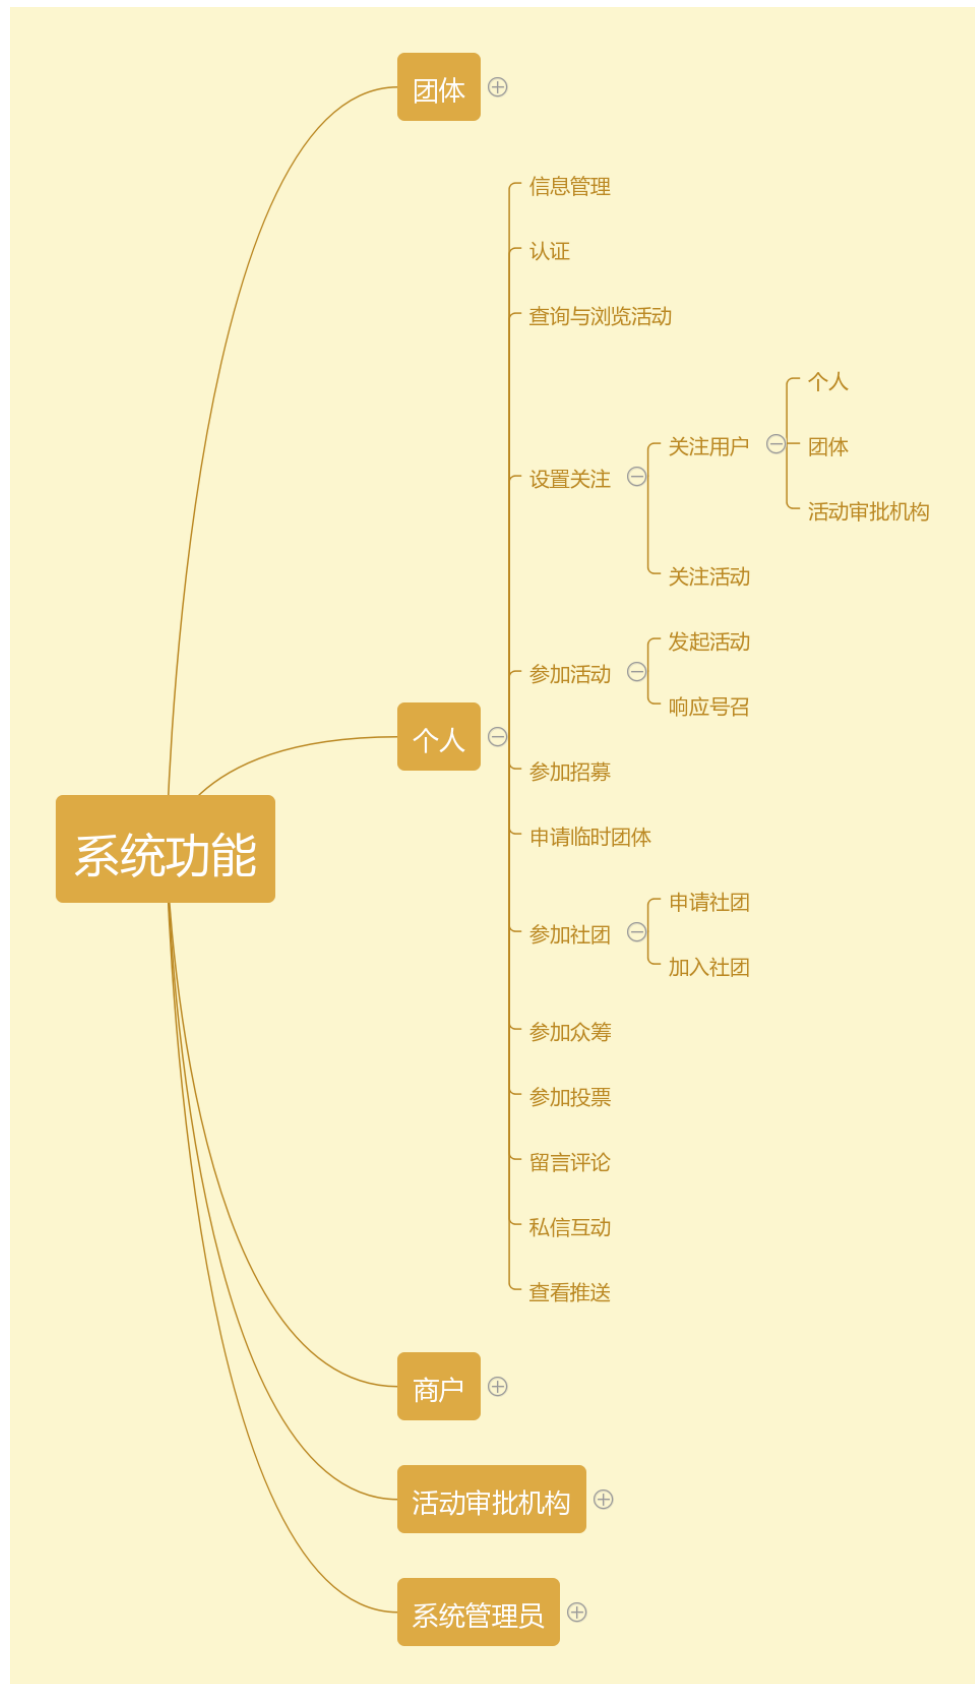 系统功能
团体
个人
信息管理
认证
查询与浏览活动
设置关注
关注用户
个人
团体
活动审批机构
关注活动
参加活动
发起活动
响应号召
参加招募
申请临时团体
参加社团
申请社团
加入社团
参加众筹
参加投票
留言评论
私信互动
查看推送
商户
活动审批机构
系统管理员